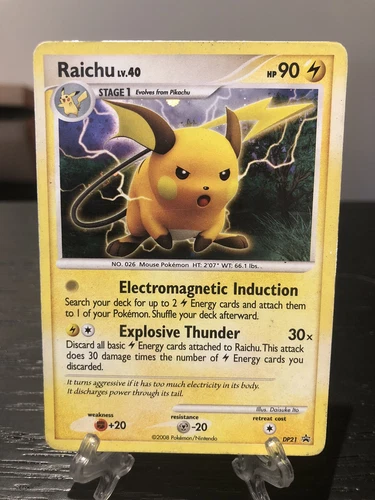 Raichu LV.40 HP 90
STAGE 1 Evolves from Pikachu
NO. 026 Mouse Pokémon HT: 2'07" WT: 66.1 lbs.
Electromagnetic Induction
Search your deck for up to 2 Energy cards and attach them
to 1 of your Pokémon. Shuffle your deck afterward.
Explosive Thunder 30x
Discard all basic Energy cards attached to Raichu. This attack
does 30 damage times the number of Energy cards you
discarded.
It turns aggressive if it has too much electricity in its body.
It discharges power through its tail.
Illus. Daisuke Ito
weakness resistance retreat cost
+20 -20
©2008 Pokémon/Nintendo DP21